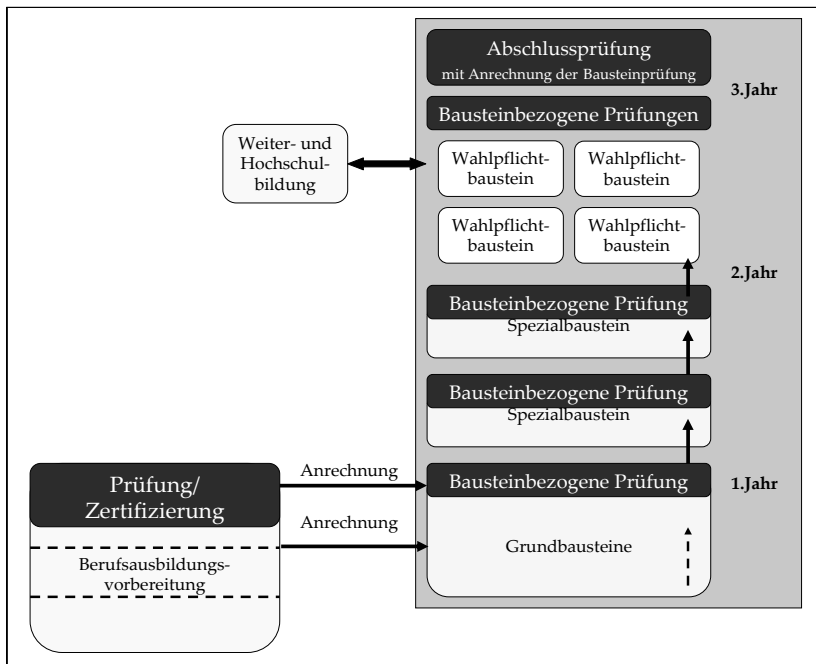 Abschlussprüfung
mit Anrechnung der Bausteinprüfung
3.Jahr
Bausteinbezogene Prüfungen
Weiter- und
Hochschul-
bildung
Wahlpflicht-
baustein
Wahlpflicht-
baustein
Wahlpflicht-
baustein
Wahlpflicht-
baustein
2.Jahr
Bausteinbezogene Prüfung
Spezialbaustein
Bausteinbezogene Prüfung
Spezialbaustein
Prüfung/
Zertifizierung
Anrechnung
Bausteinbezogene Prüfung
1.Jahr
Anrechnung
Grundbausteine
Berufsausbildungs-
vorbereitung